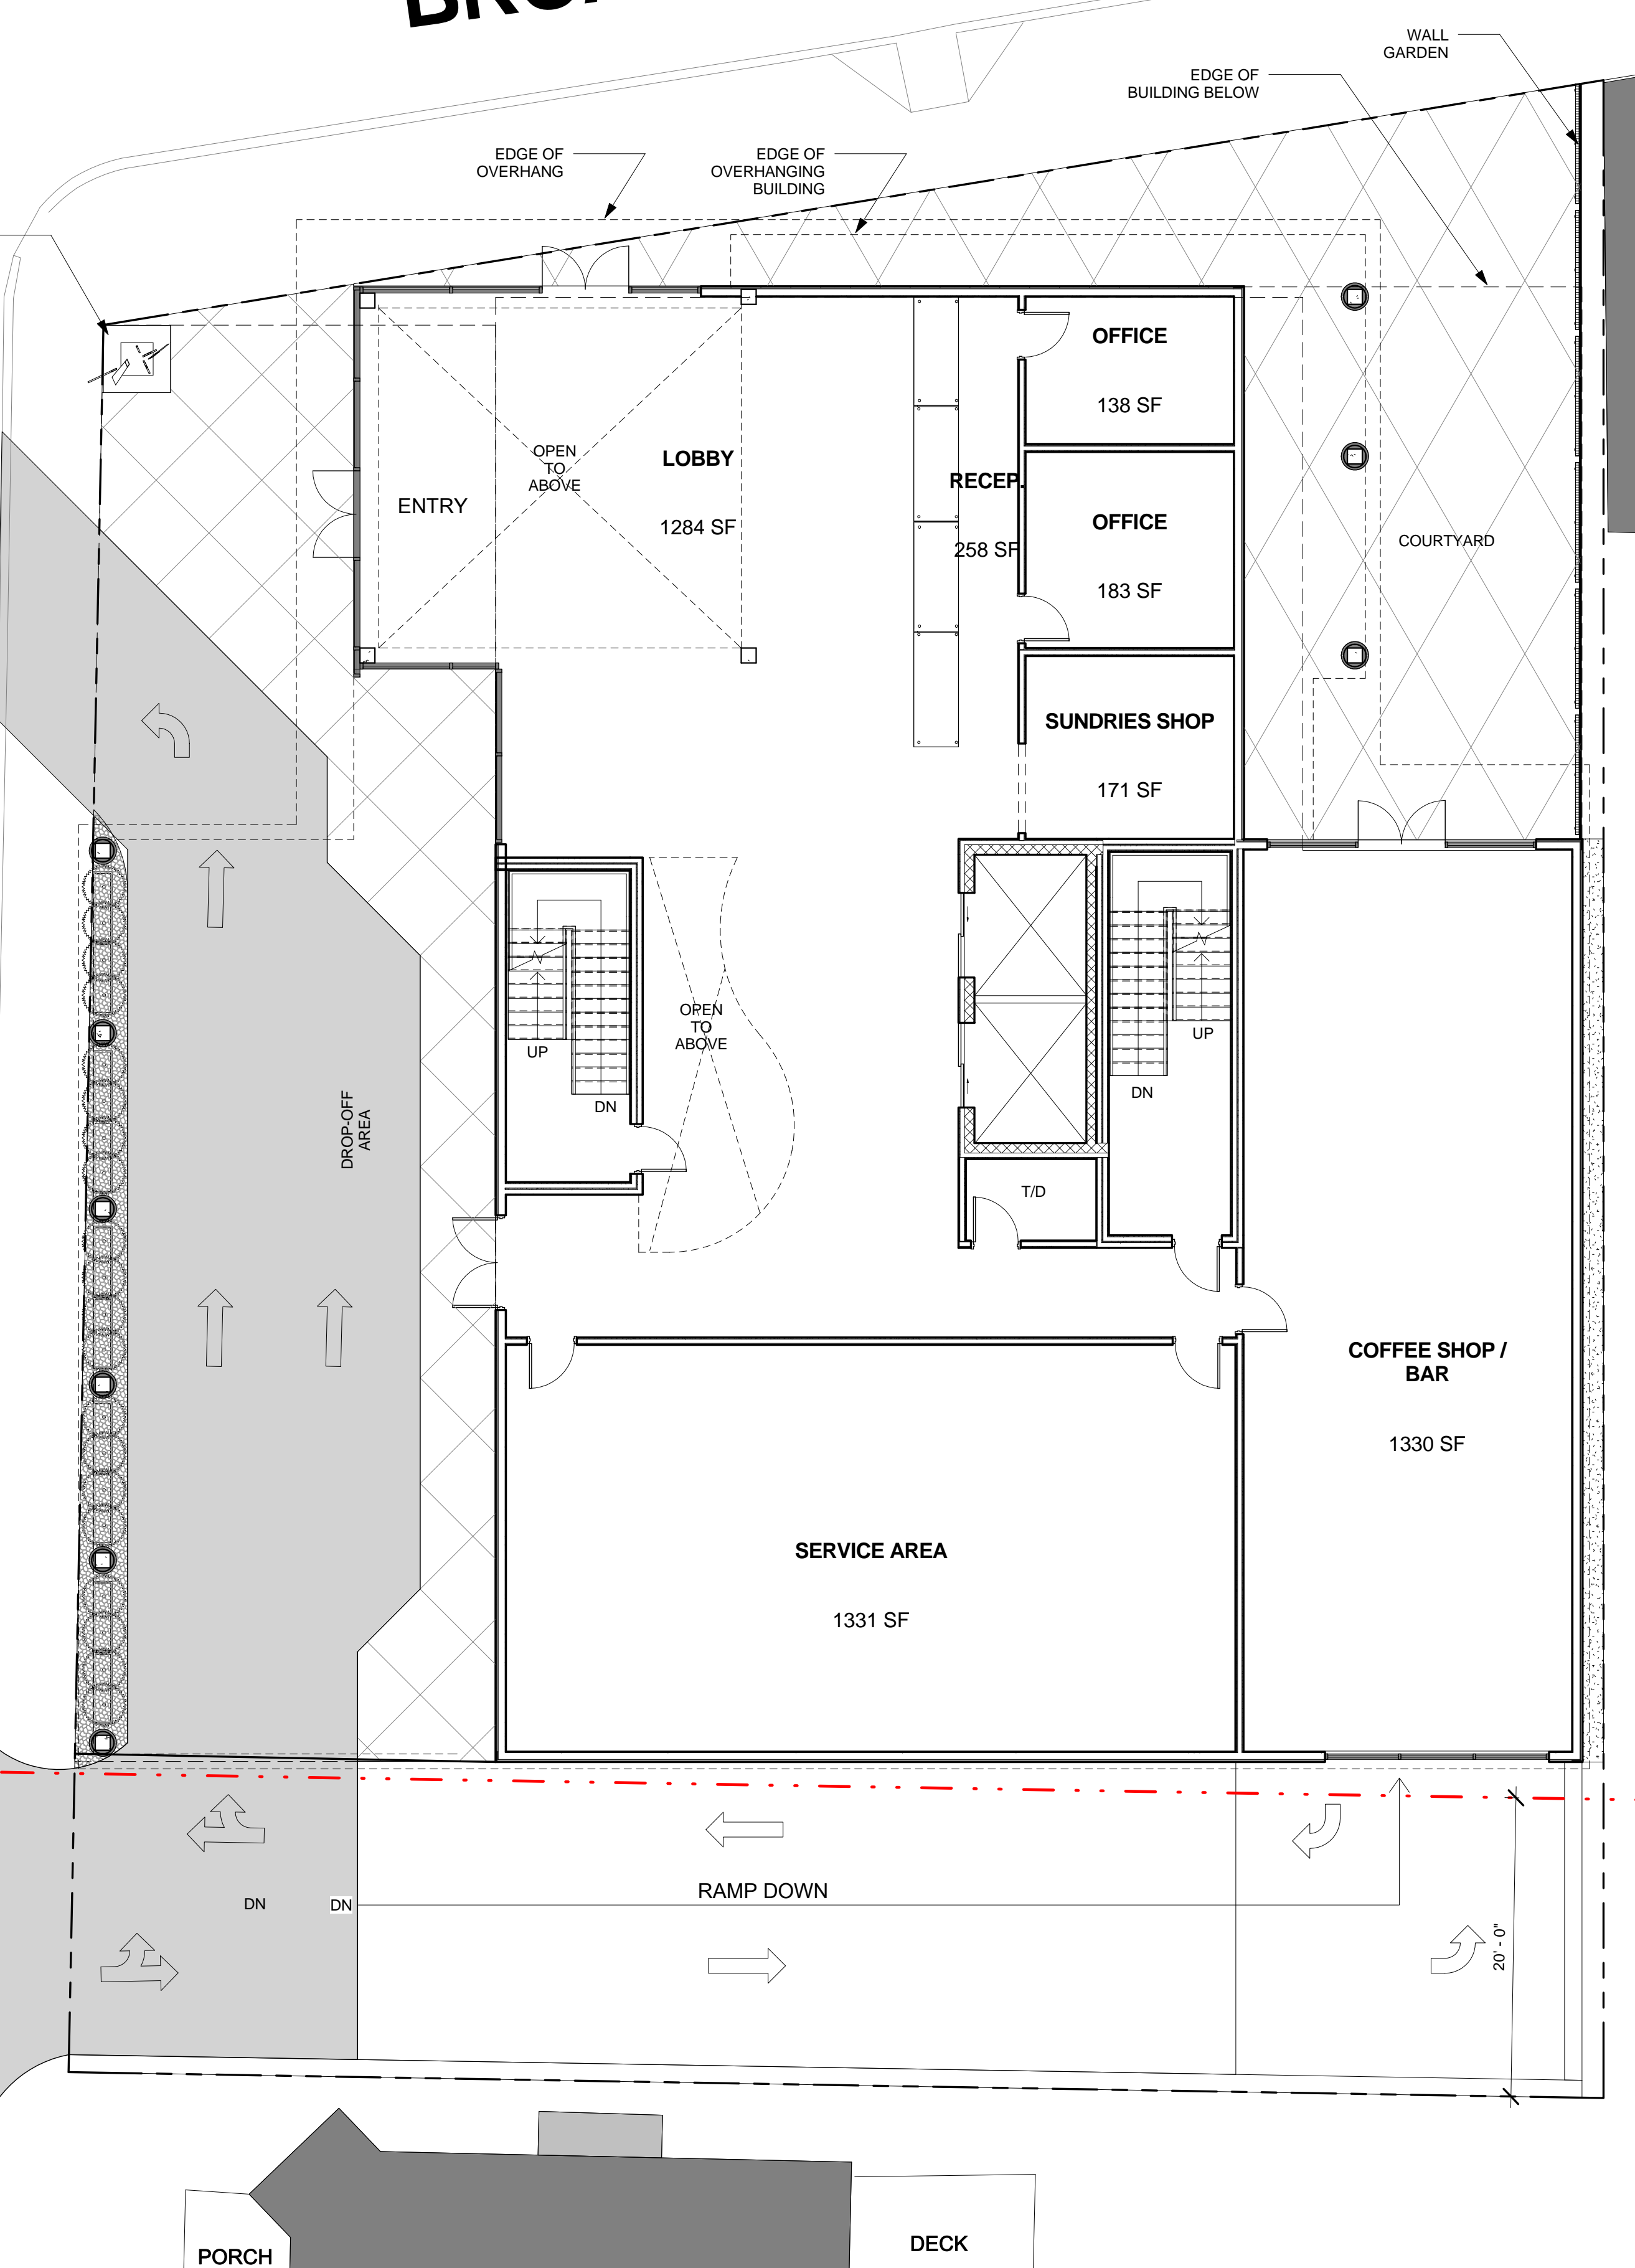 WALL
GARDEN
EDGE OF
BUILDING BELOW
EDGE OF
OVERHANG
EDGE OF
OVERHANGING
BUILDING
OFFICE
138 SF
OPEN
TO
ABOVE
LOBBY
1284 SF
ENTRY
RECEP.
258 SF
OFFICE
183 SF
COURTYARD
SUNDRIES SHOP
171 SF
OPEN
TO
ABOVE
UP
DN
UP
DN
DROP-OFF
AREA
T/D
COFFEE SHOP /
BAR
1330 SF
SERVICE AREA
1331 SF
RAMP DOWN
DN
DN
20' - 0"
PORCH
DECK